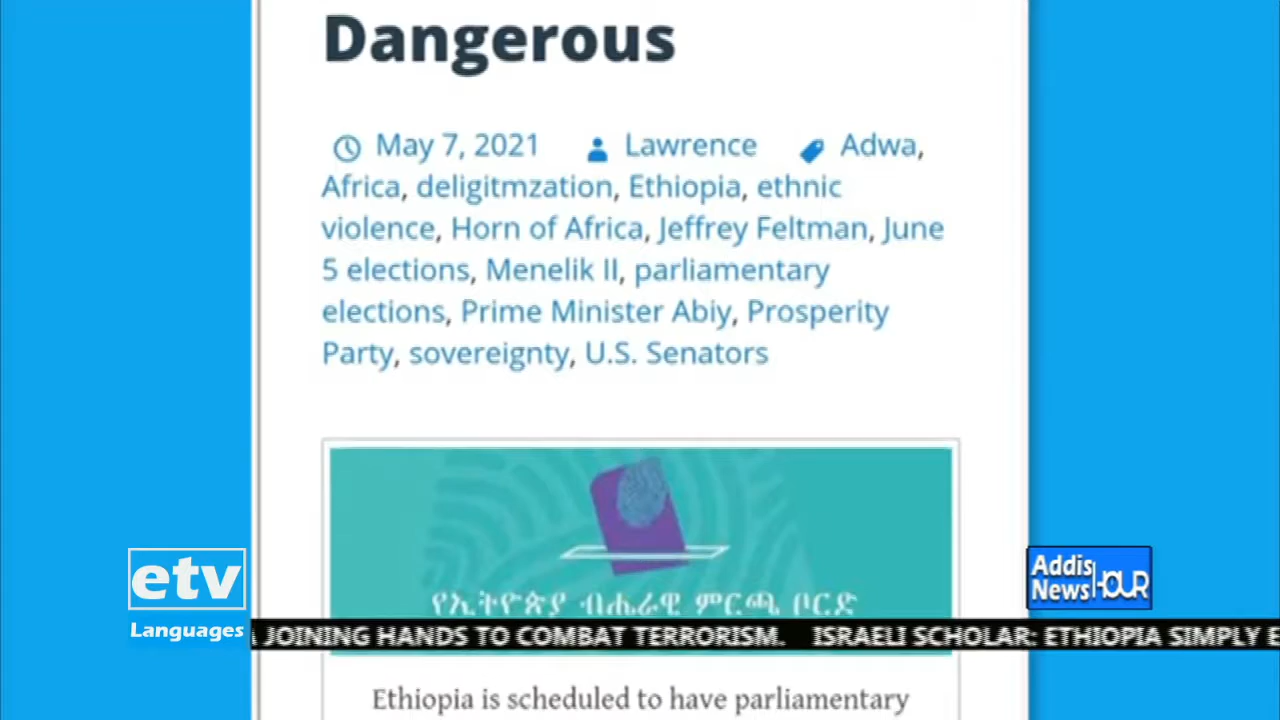 Dangerous
May 7, 2021 Lawrence Adwa,
Africa, deligitmzation, Ethiopia, ethnic
violence, Horn of Africa, Jeffrey Feltman, June
5 elections, Menelik II, parliamentary
elections, Prime Minister Abiy, Prosperity
Party, sovereignty, U.S. Senators
የኢትዮጵያ ብሔራዊ ምርጫ ቦርድ
etv
Languages
Addis
News HOUR
JOINING HANDS TO COMBAT TERRORISM. ISRAELI SCHOLAR: ETHIOPIA SIMPLY
Ethiopia is scheduled to have parliamentary